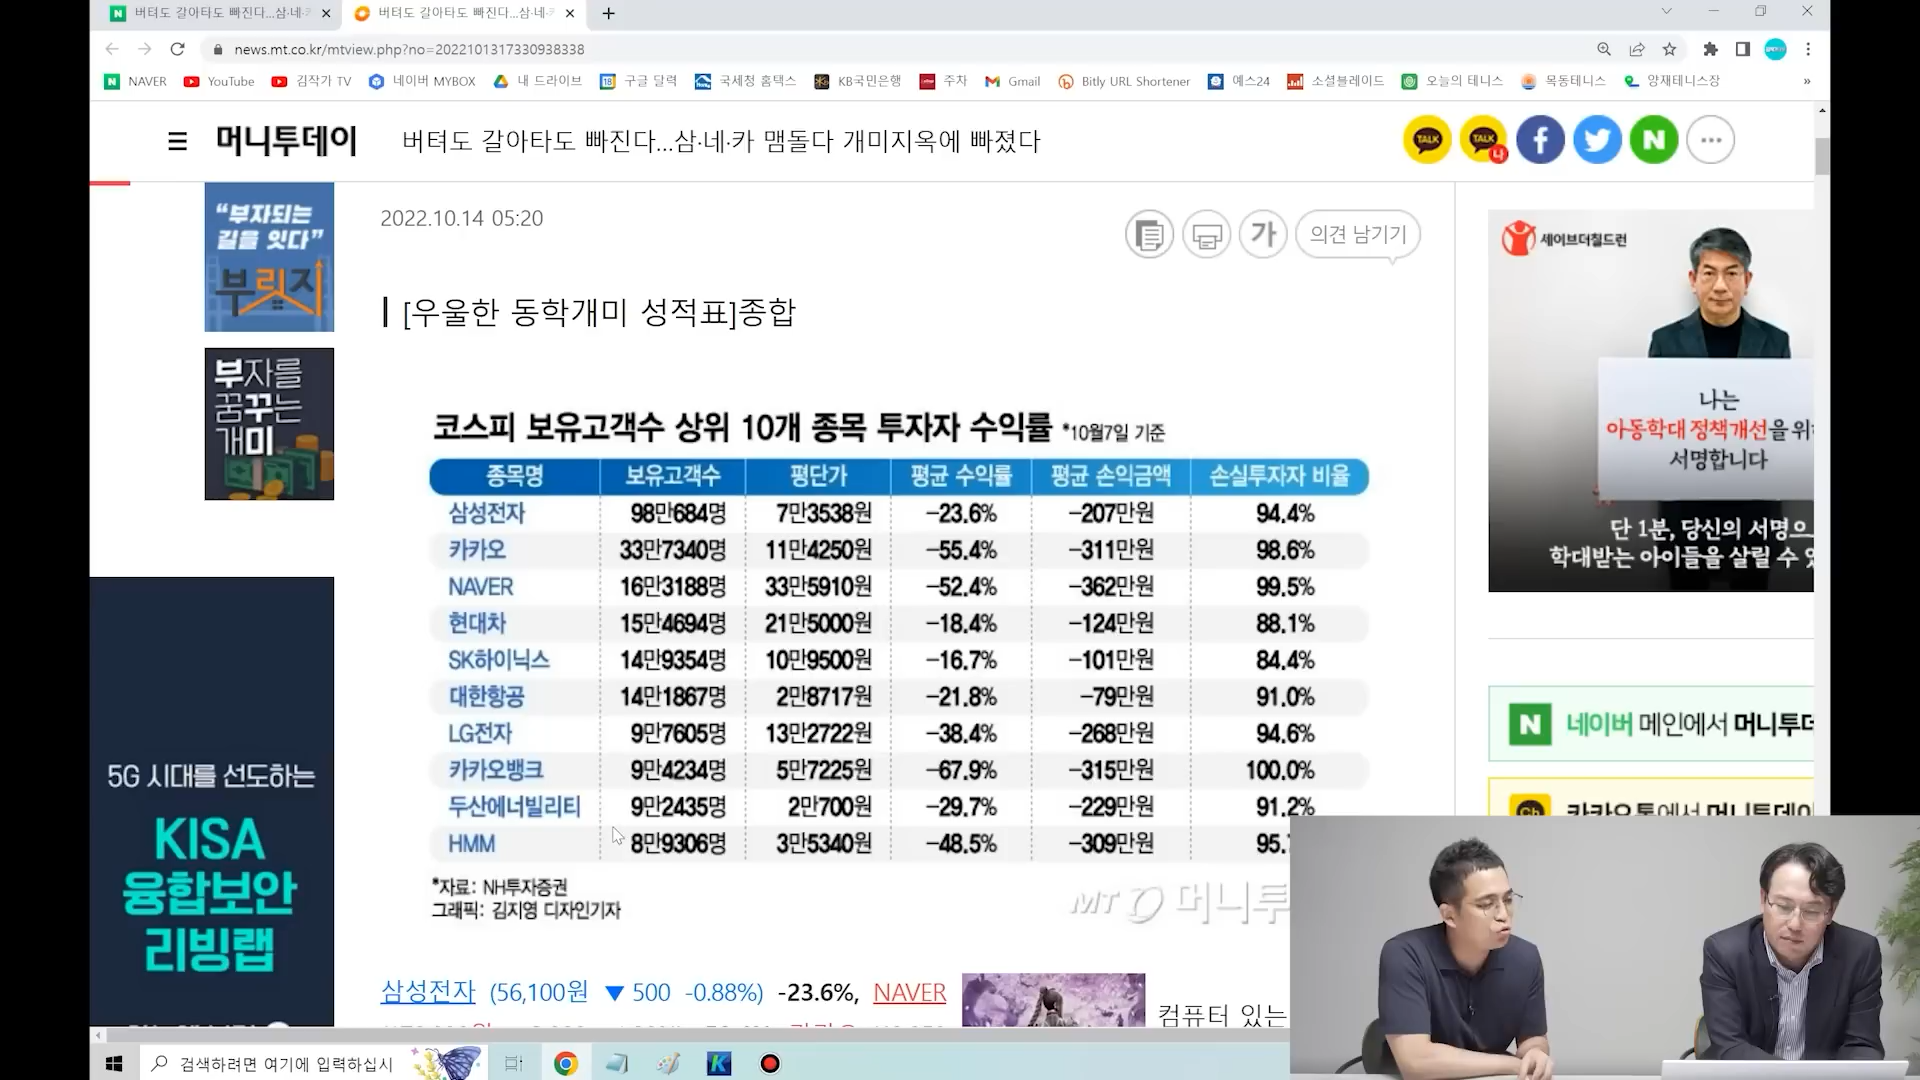 버텨도 갈아타도 빠진다...삼·네·카
버텨도 갈아타도 빠진다...삼·네·카
news.mt.co.kr/mtview.php?no=2022101317330938338
NAVER YouTube 김작가 TV 네이버 MYBOX 내 드라이브 구글 달력 국세청 홈택스 KB국민은행 주차 Gmail Bitly URL Shortener 예스24 소셜블레이드 오늘의 테니스 목동테니스 양재테니스장
머니투데이 버텨도 갈아타도 빠진다...삼·네·카 맴돌다 개미지옥에 빠졌다
TALK TALK 4 f N
2022.10.14 05:20
가 의견 남기기
[우울한 동학개미 성적표]종합
코스피 보유고객수 상위 10개 종목 투자자 수익률 *10월7일 기준
종목명 보유고객수 평단가 평균 수익률 평균 손익금액 손실투자자 비율
삼성전자 98만684명 7만3538원 -23.6% -207만원 94.4%
카카오 33만7340명 11만4250원 -55.4% -311만원 98.6%
NAVER 16만3188명 33만5910원 -52.4% -362만원 99.5%
현대차 15만4694명 21만5000원 -18.4% -124만원 88.1%
SK하이닉스 14만9354명 10만9500원 -16.7% -101만원 84.4%
대한항공 14만1867명 2만8717원 -21.8% -79만원 91.0%
LG전자 9만7605명 13만2722원 -38.4% -268만원 94.6%
카카오뱅크 9만4234명 5만7225원 -67.9% -315만원 100.0%
두산에너빌리티 9만2435명 2만700원 -29.7% -229만원 91.2%
HMM 8만9306명 3만5340원 -48.5% -309만원 95.
*자료: NH투자증권
그래픽: 김지영 디자인기자
MT 머니투
삼성전자 (56,100원 ▼ 500 -0.88%) -23.6%, NAVER
컴퓨터 있는
“부자되는
길을 잇다”
부릿지
부자를
꿈꾸는
개미
5G 시대를 선도하는
KISA
융합보안
리빙랩
세이브더칠드런
나는
아동학대 정책개선을 위
서명합니다
단 1분, 당신의 서명으
학대받는 아이들을 살릴 수
N 네이버 메인에서 머니투데
카카오톡에서 머니투데이
검색하려면 여기에 입력하십시
K